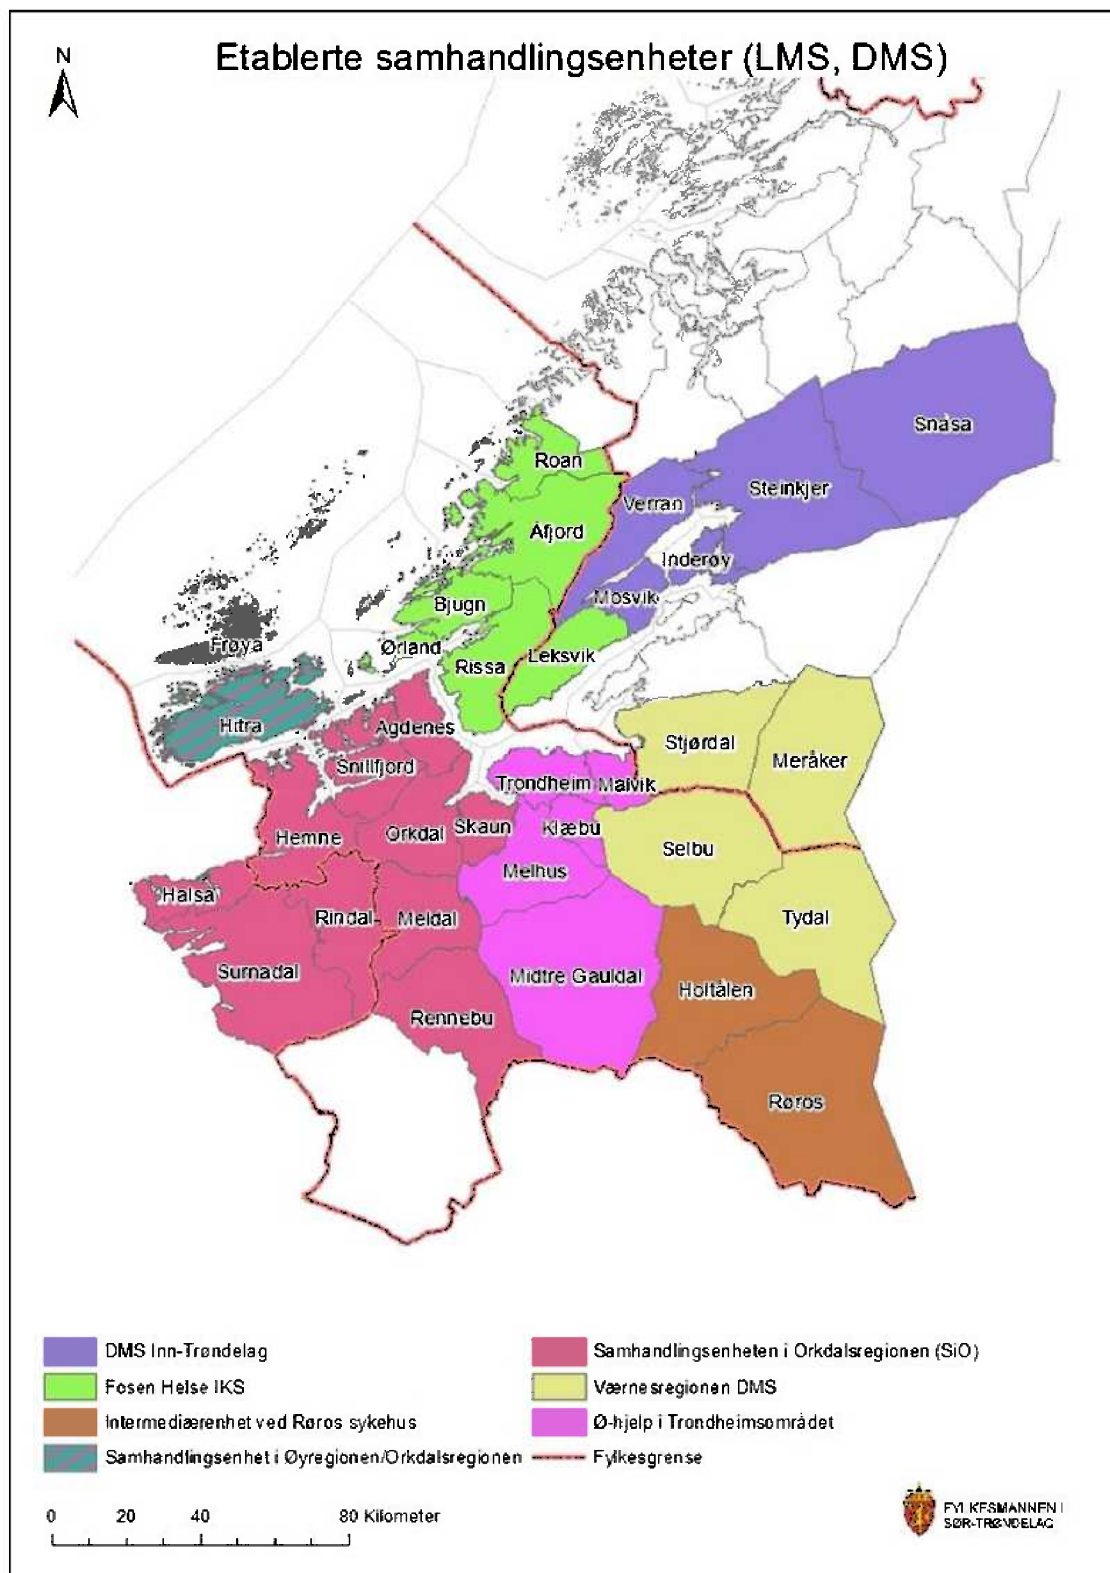 Etablerte samhandlingsenheter (LMS, DMS)
N
Snåsa
Roan
Steinkjer
Verran
Åfjord
Inderøy
Mosvik
Bjugn
Frøya
Ørland
Leksvik
Rissa
Hitra
Agdenes
Stjørdal
Meråker
Snillfjord
Trondheim
Malvik
Skaun
Klæbu
Orkdal
Hemne
Selbu
Melhus
Halsa
Rindal
Meldal
Tydal
Surnadal
Midtre Gauldal
Holtålen
Rennebu
Røros
DMS Inn-Trøndelag
Fosen Helse IKS
Intermediærenhet ved Røros sykehus
Samhandlingsenhet i Øyregionen/Orkdalsregionen
Samhandlingsenheten i Orkdalsregionen (SiO)
Værnesregionen DMS
Ø-hjelp i Trondheimsområdet
Fylkesgrense
0 20 40 80 Kilometer
FYLKESMANNEN I
SØR-TRØNDELAG